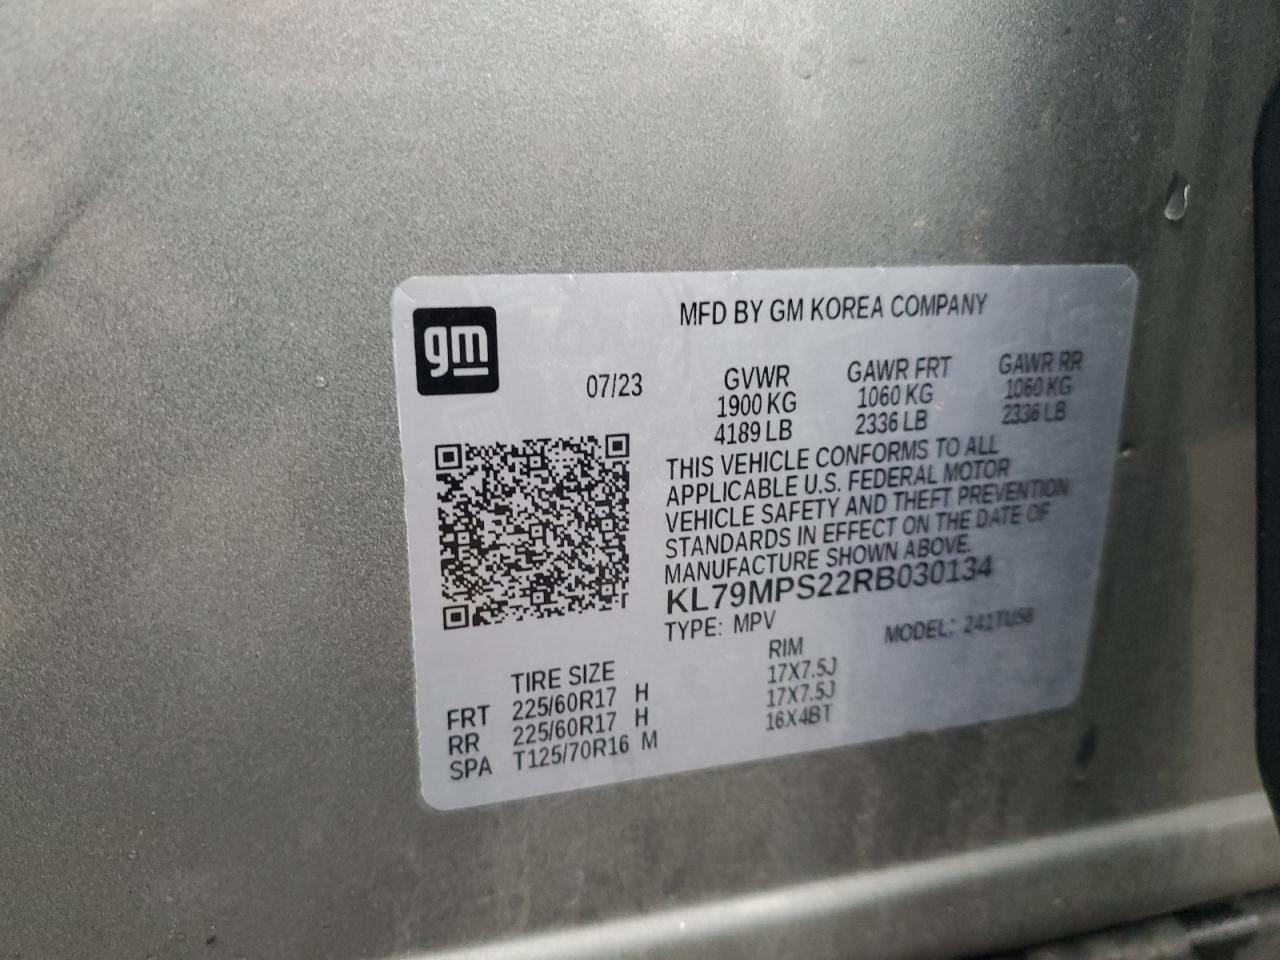 gm
MFD BY GM KOREA COMPANY
07/23
GVWR GAWR FRT GAWR RR
1900 KG 1060 KG 1060 KG
4189 LB 2336 LB 2336 LB
THIS VEHICLE CONFORMS TO ALL
APPLICABLE U.S. FEDERAL MOTOR
VEHICLE SAFETY AND THEFT PREVENTION
STANDARDS IN EFFECT ON THE DATE OF
MANUFACTURE SHOWN ABOVE.
KL79MPS22RB030134
TYPE: MPV MODEL: 241TU58
TIRE SIZE RIM
FRT 225/60R17 H 17X7.5J
RR 225/60R17 H 17X7.5J
SPA T125/70R16 M 16X4BT